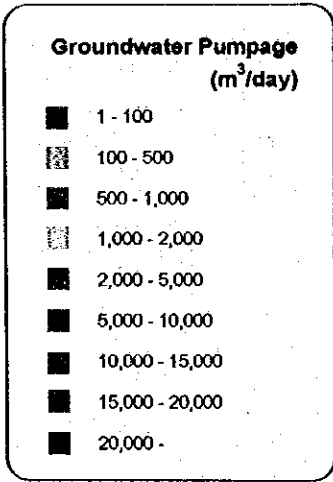 Groundwater Pumpage
(m³/day)
1 - 100
100 - 500
500 - 1,000
1,000 - 2,000
2,000 - 5,000
5,000 - 10,000
10,000 - 15,000
15,000 - 20,000
20,000 -